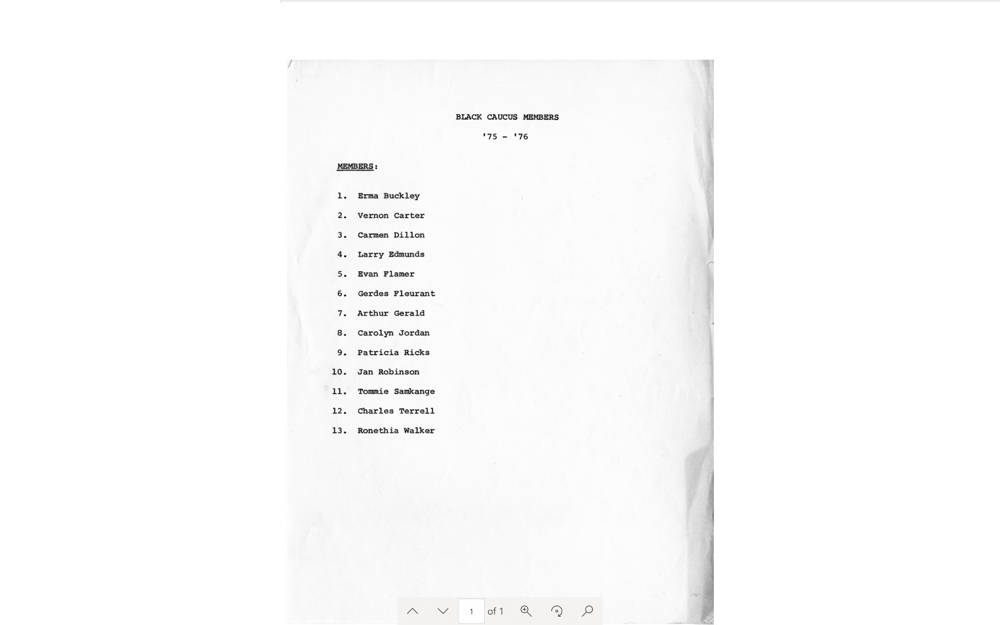 BLACK CAUCUS MEMBERS
'75 - '76
MEMBERS:
1. Erma Buckley
2. Vernon Carter
3. Carmen Dillon
4. Larry Edmunds
5. Evan Flamer
6. Gerdes Fleurant
7. Arthur Gerald
8. Carolyn Jordan
9. Patricia Ricks
10. Jan Robinson
11. Tommie Samkange
12. Charles Terrell
13. Ronethia Walker
1 of 1